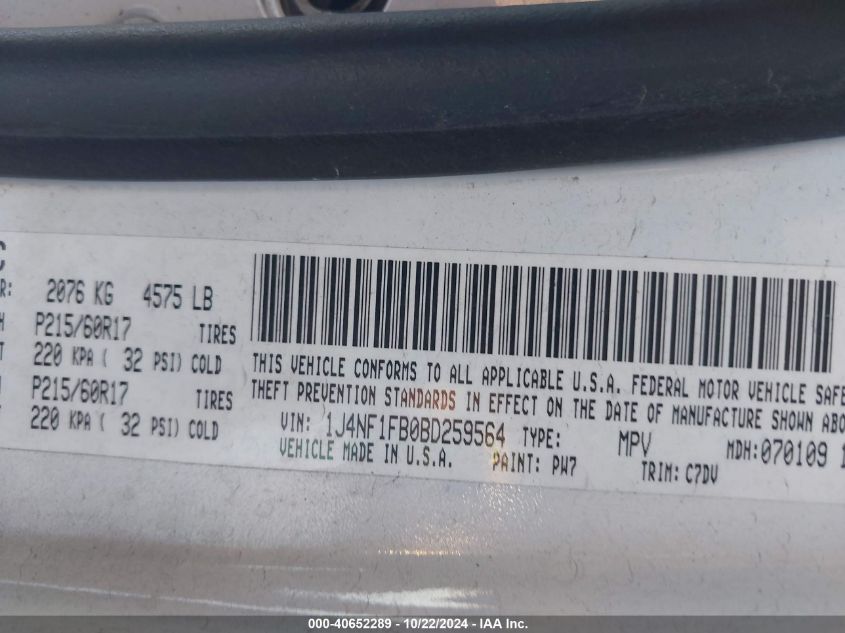 C
R: 2076 KG 4575 LB
H P215/60R17 TIRES
T 220 KPA ( 32 PSI) COLD
P215/60R17 TIRES
220 KPA ( 32 PSI) COLD
THIS VEHICLE CONFORMS TO ALL APPLICABLE U.S.A. FEDERAL MOTOR VEHICLE SAFE
THEFT PREVENTION STANDARDS IN EFFECT ON THE DATE OF MANUFACTURE SHOWN ABO
VIN: 1J4NF1FB0BD259564 TYPE: MPV MDH:070109 1
VEHICLE MADE IN U.S.A. PAINT: PW7 TRIM: C7DV
000-40652289 - 10/22/2024 - IAA Inc.